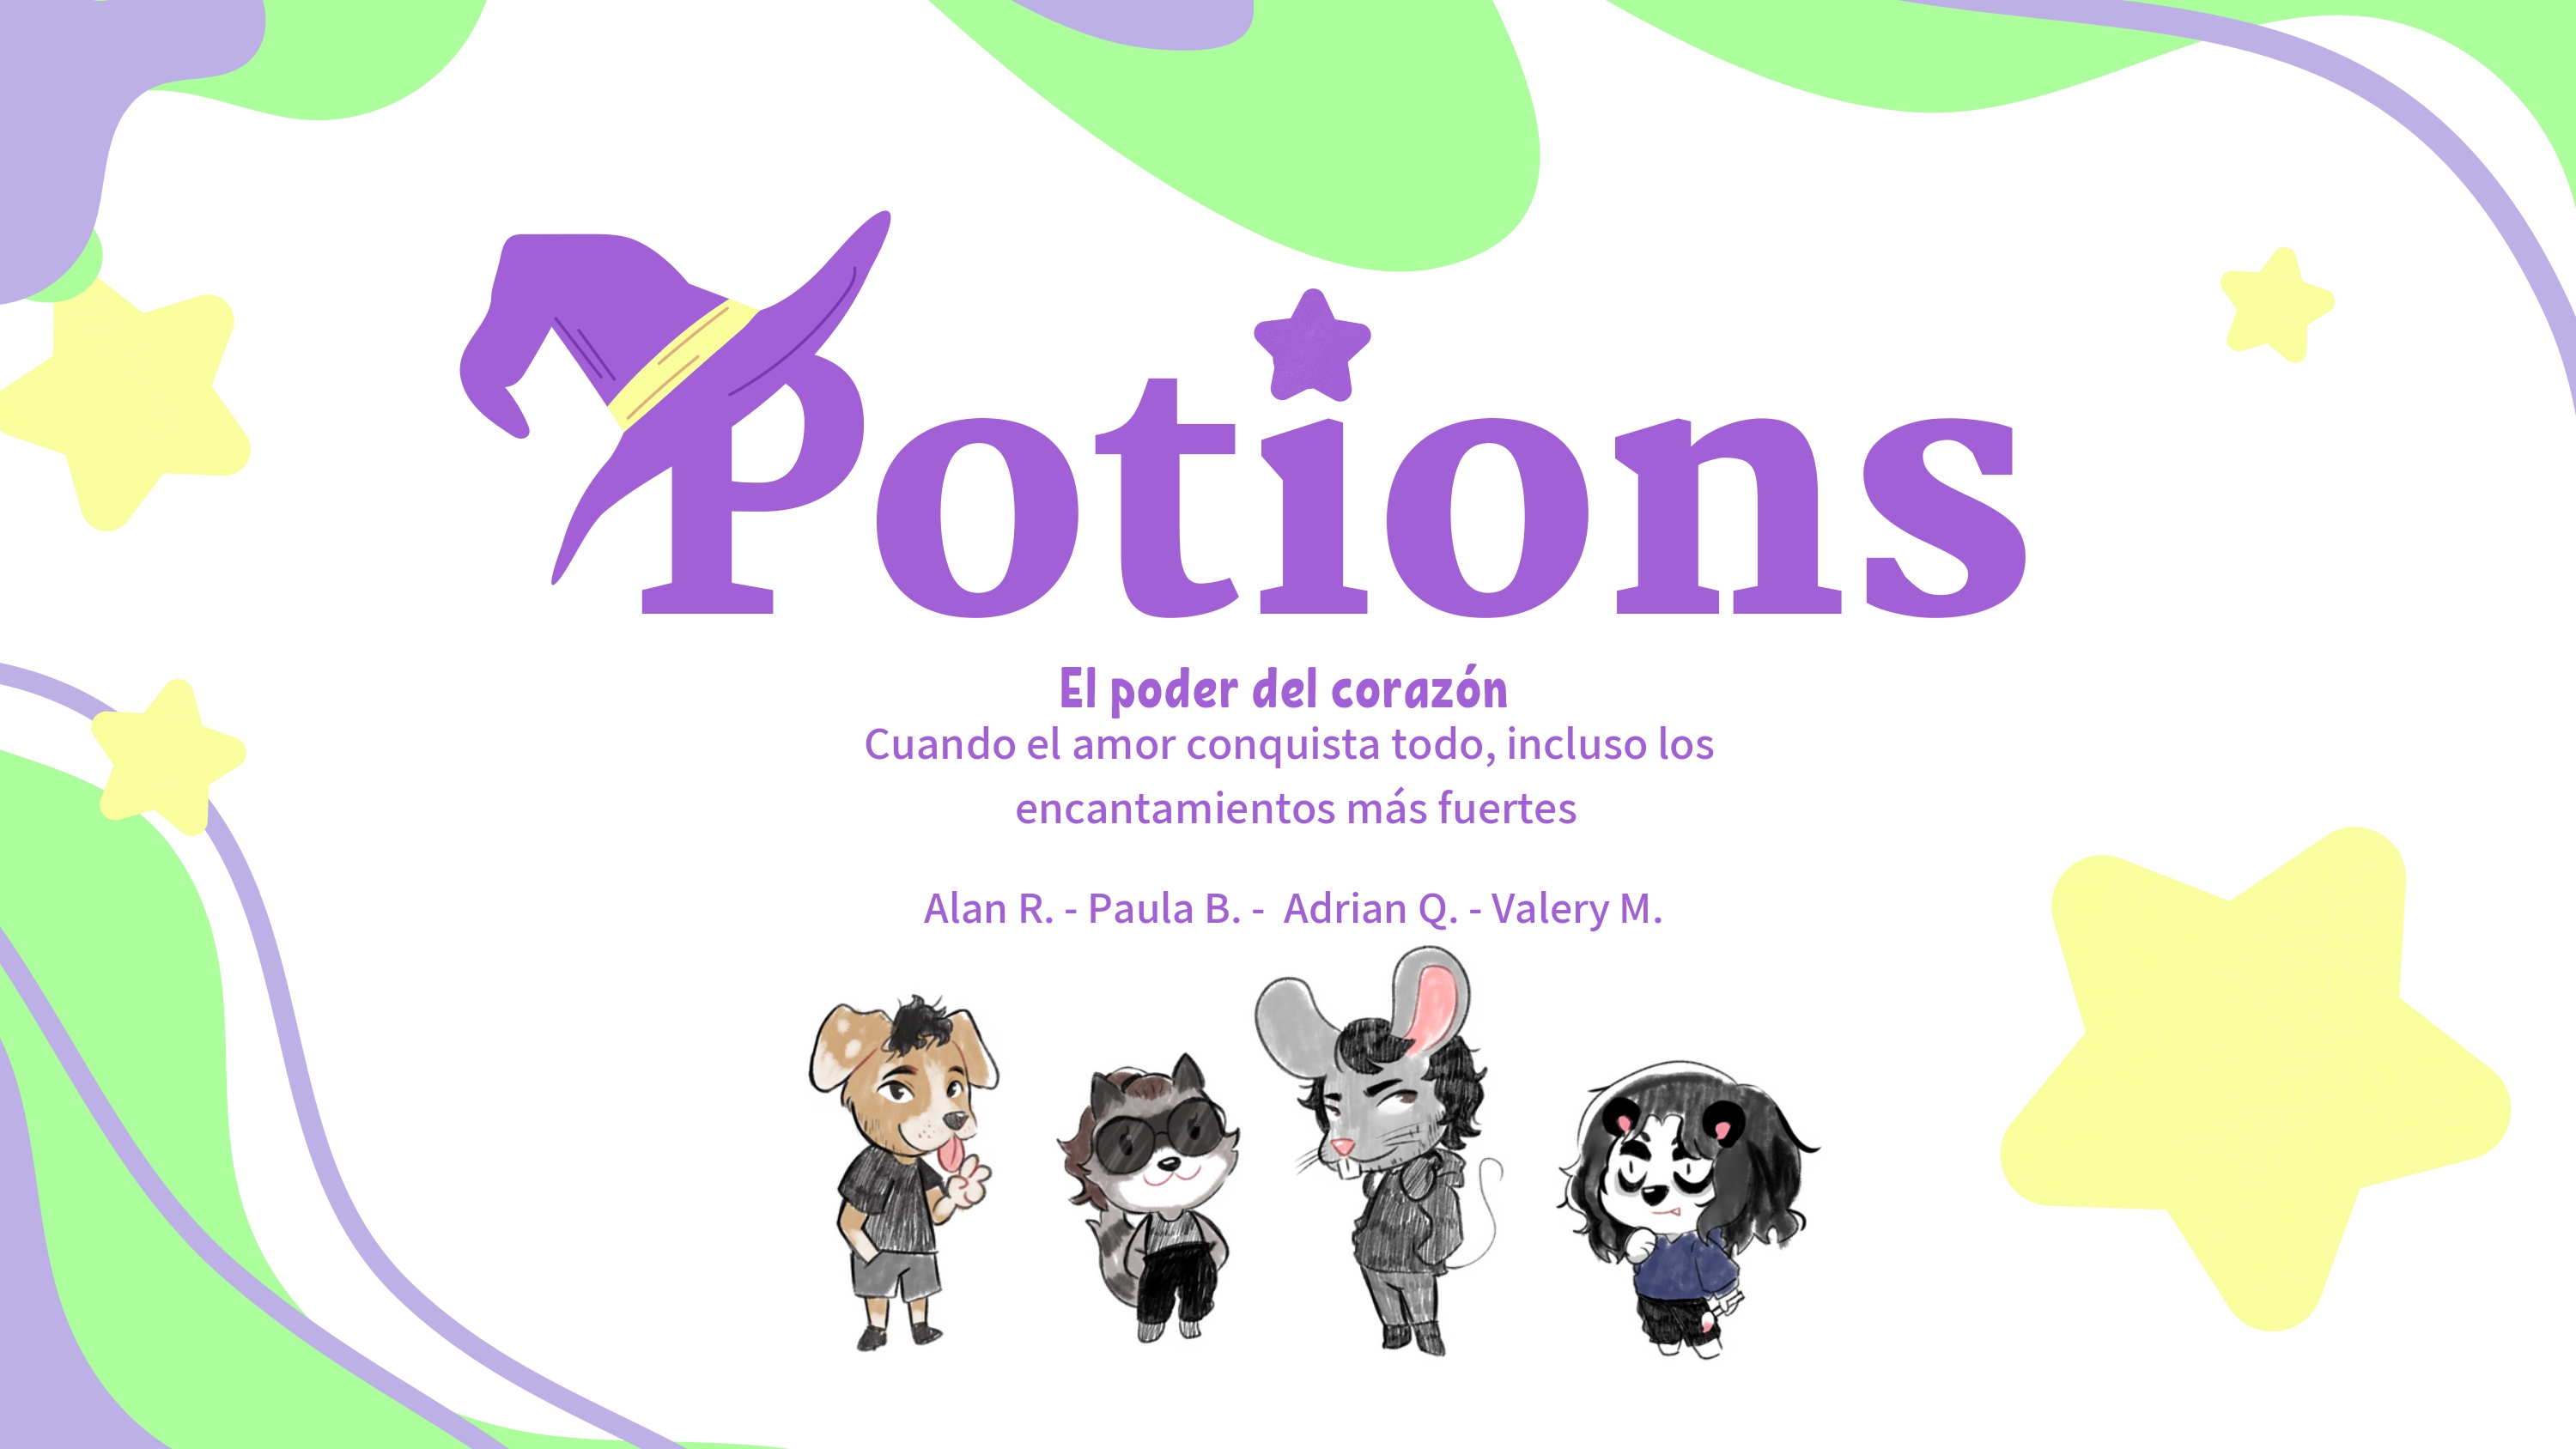 Potions
El poder del corazón
Cuando el amor conquista todo, incluso los
encantamientos más fuertes
Alan R. - Paula B. - Adrian Q. - Valery M.